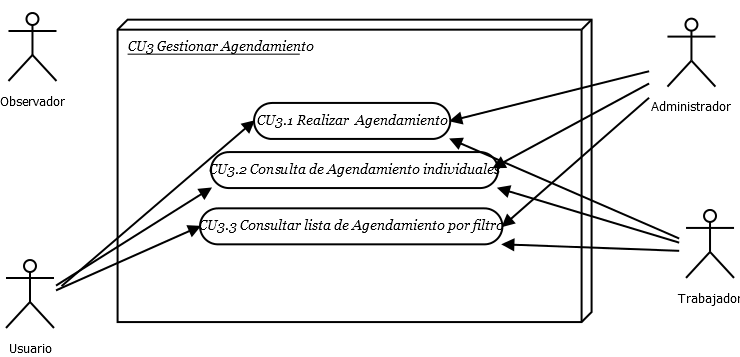 CU3 Gestionar Agendamiento
Observador
Administrador
CU3.1 Realizar Agendamiento
CU3.2 Consulta de Agendamiento individuales
CU3.3 Consultar lista de Agendamiento por filtro
Trabajador
Usuario